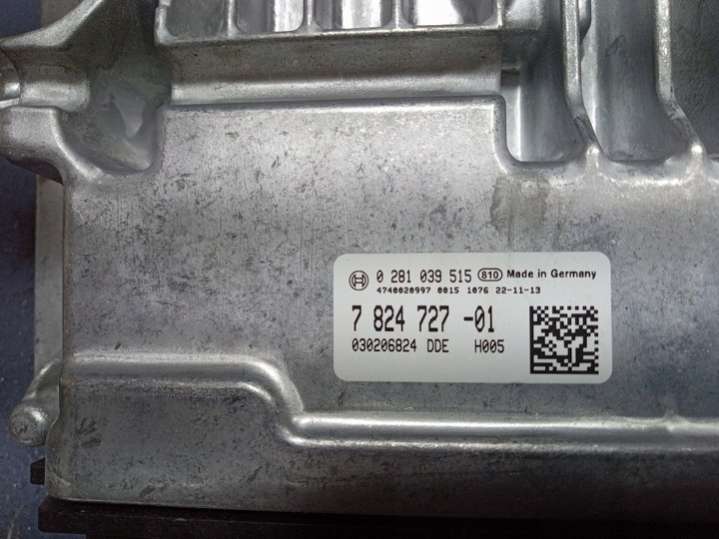 0 281 039 515 810 Made in Germany
4740020997 0015 1076 22-11-13
7 824 727 -01
030206824 DDE H005